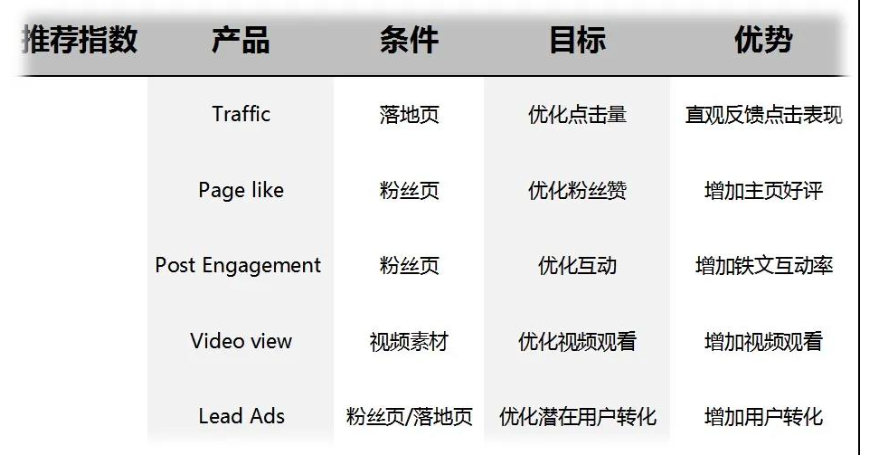 推荐指数 产品 条件 目标 优势
Traffic 落地页 优化点击量 直观反馈点击表现
Page like 粉丝页 优化粉丝赞 增加主页好评
Post Engagement 粉丝页 优化互动 增加铁文互动率
Video view 视频素材 优化视频观看 增加视频观看
Lead Ads 粉丝页/落地页 优化潜在用户转化 增加用户转化